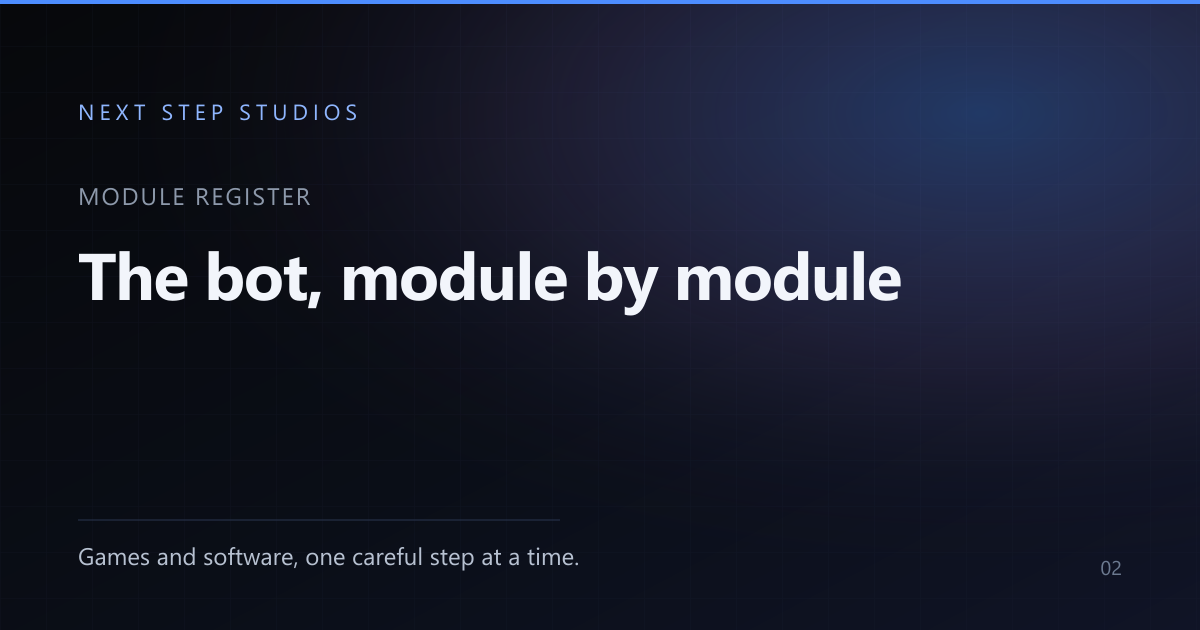 NEXT STEP STUDIOS
MODULE REGISTER
The bot, module by module
Games and software, one careful step at a time.
02